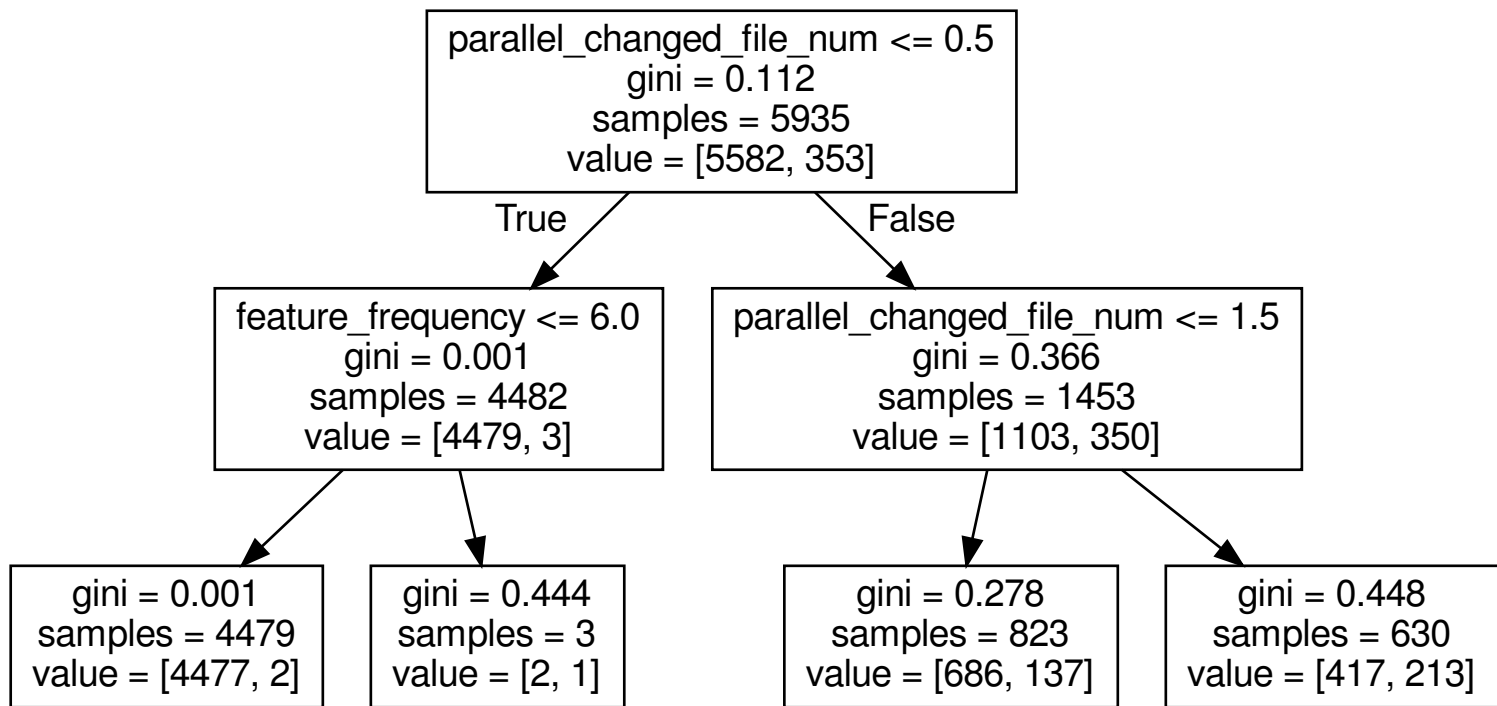 parallel_changed_file_num <= 0.5
gini = 0.112
samples = 5935
value = [5582, 353]
True
False
feature_frequency <= 6.0
gini = 0.001
samples = 4482
value = [4479, 3]
parallel_changed_file_num <= 1.5
gini = 0.366
samples = 1453
value = [1103, 350]
gini = 0.001
samples = 4479
value = [4477, 2]
gini = 0.444
samples = 3
value = [2, 1]
gini = 0.278
samples = 823
value = [686, 137]
gini = 0.448
samples = 630
value = [417, 213]